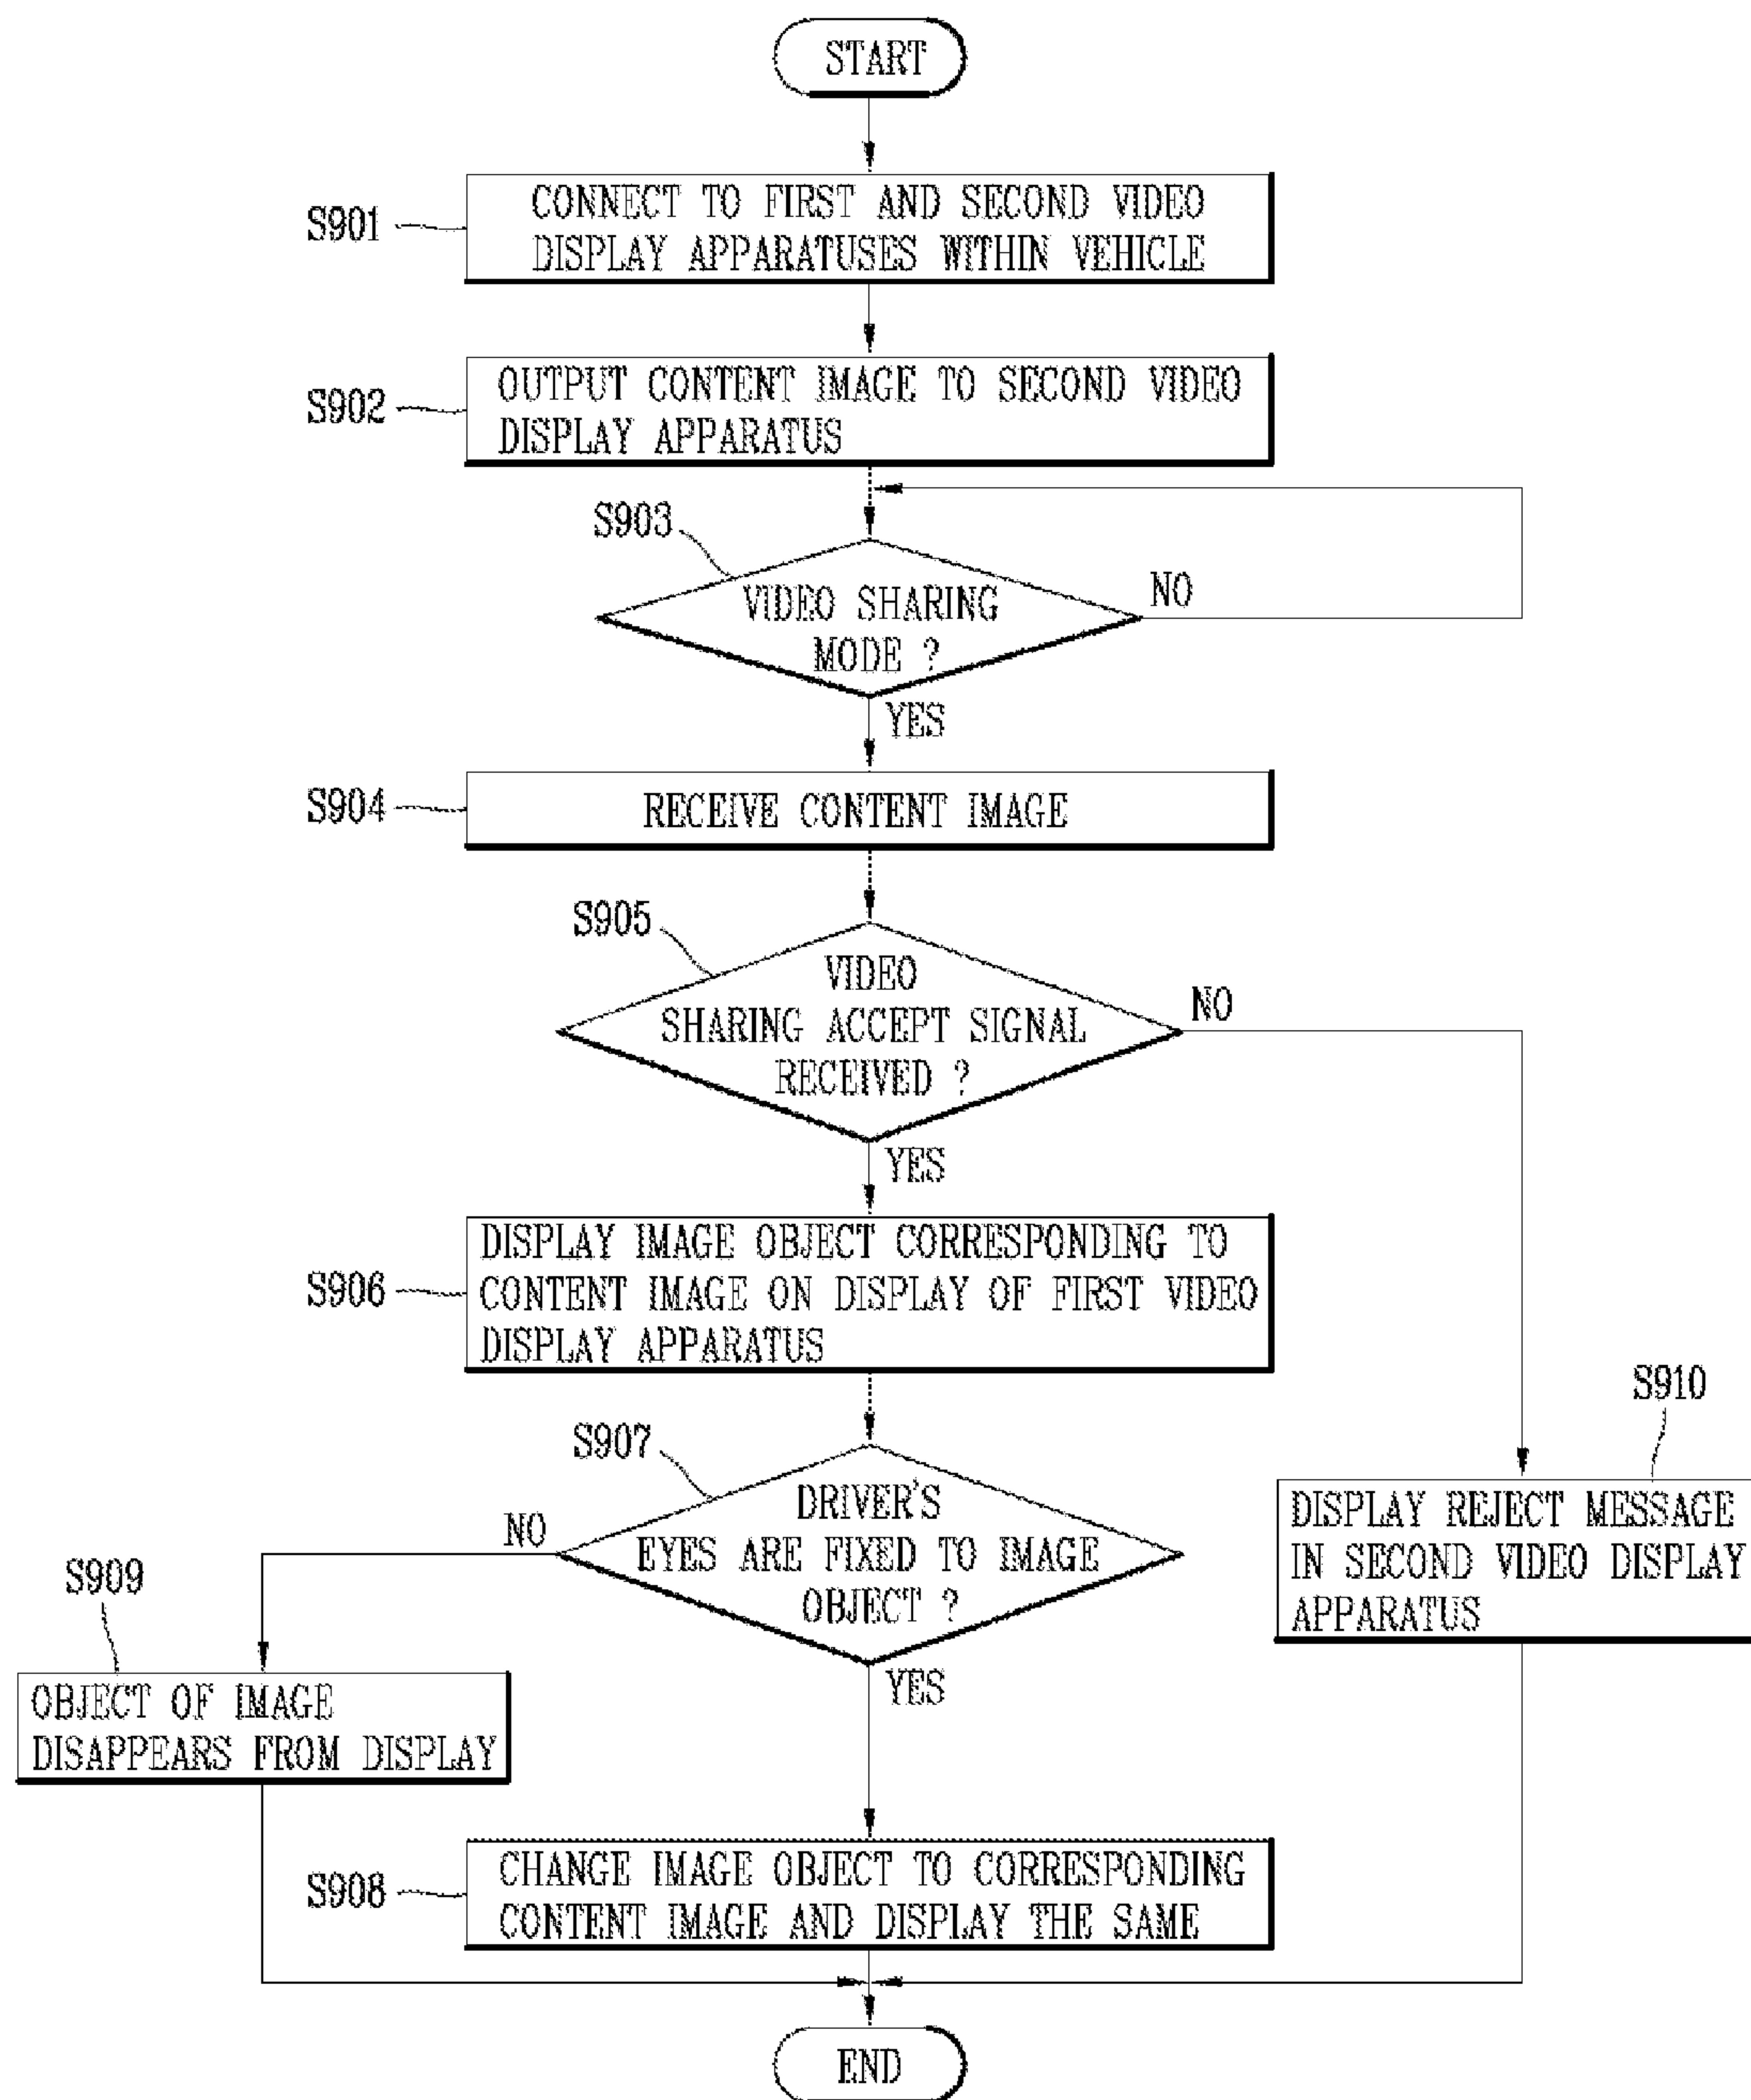 START
S901
CONNECT TO FIRST AND SECOND VIDEO
DISPLAY APPARATUSES WITHIN VEHICLE
S902
OUTPUT CONTENT IMAGE TO SECOND VIDEO
DISPLAY APPARATUS
S903
VIDEO SHARING
MODE ?
NO
YES
S904
RECEIVE CONTENT IMAGE
S905
VIDEO
SHARING ACCEPT SIGNAL
RECEIVED ?
NO
YES
S906
DISPLAY IMAGE OBJECT CORRESPONDING TO
CONTENT IMAGE ON DISPLAY OF FIRST VIDEO
DISPLAY APPARATUS
S907
DRIVER'S
EYES ARE FIXED TO IMAGE
OBJECT ?
NO
YES
S910
DISPLAY REJECT MESSAGE
IN SECOND VIDEO DISPLAY
APPARATUS
S909
OBJECT OF IMAGE
DISAPPEARS FROM DISPLAY
S908
CHANGE IMAGE OBJECT TO CORRESPONDING
CONTENT IMAGE AND DISPLAY THE SAME
END